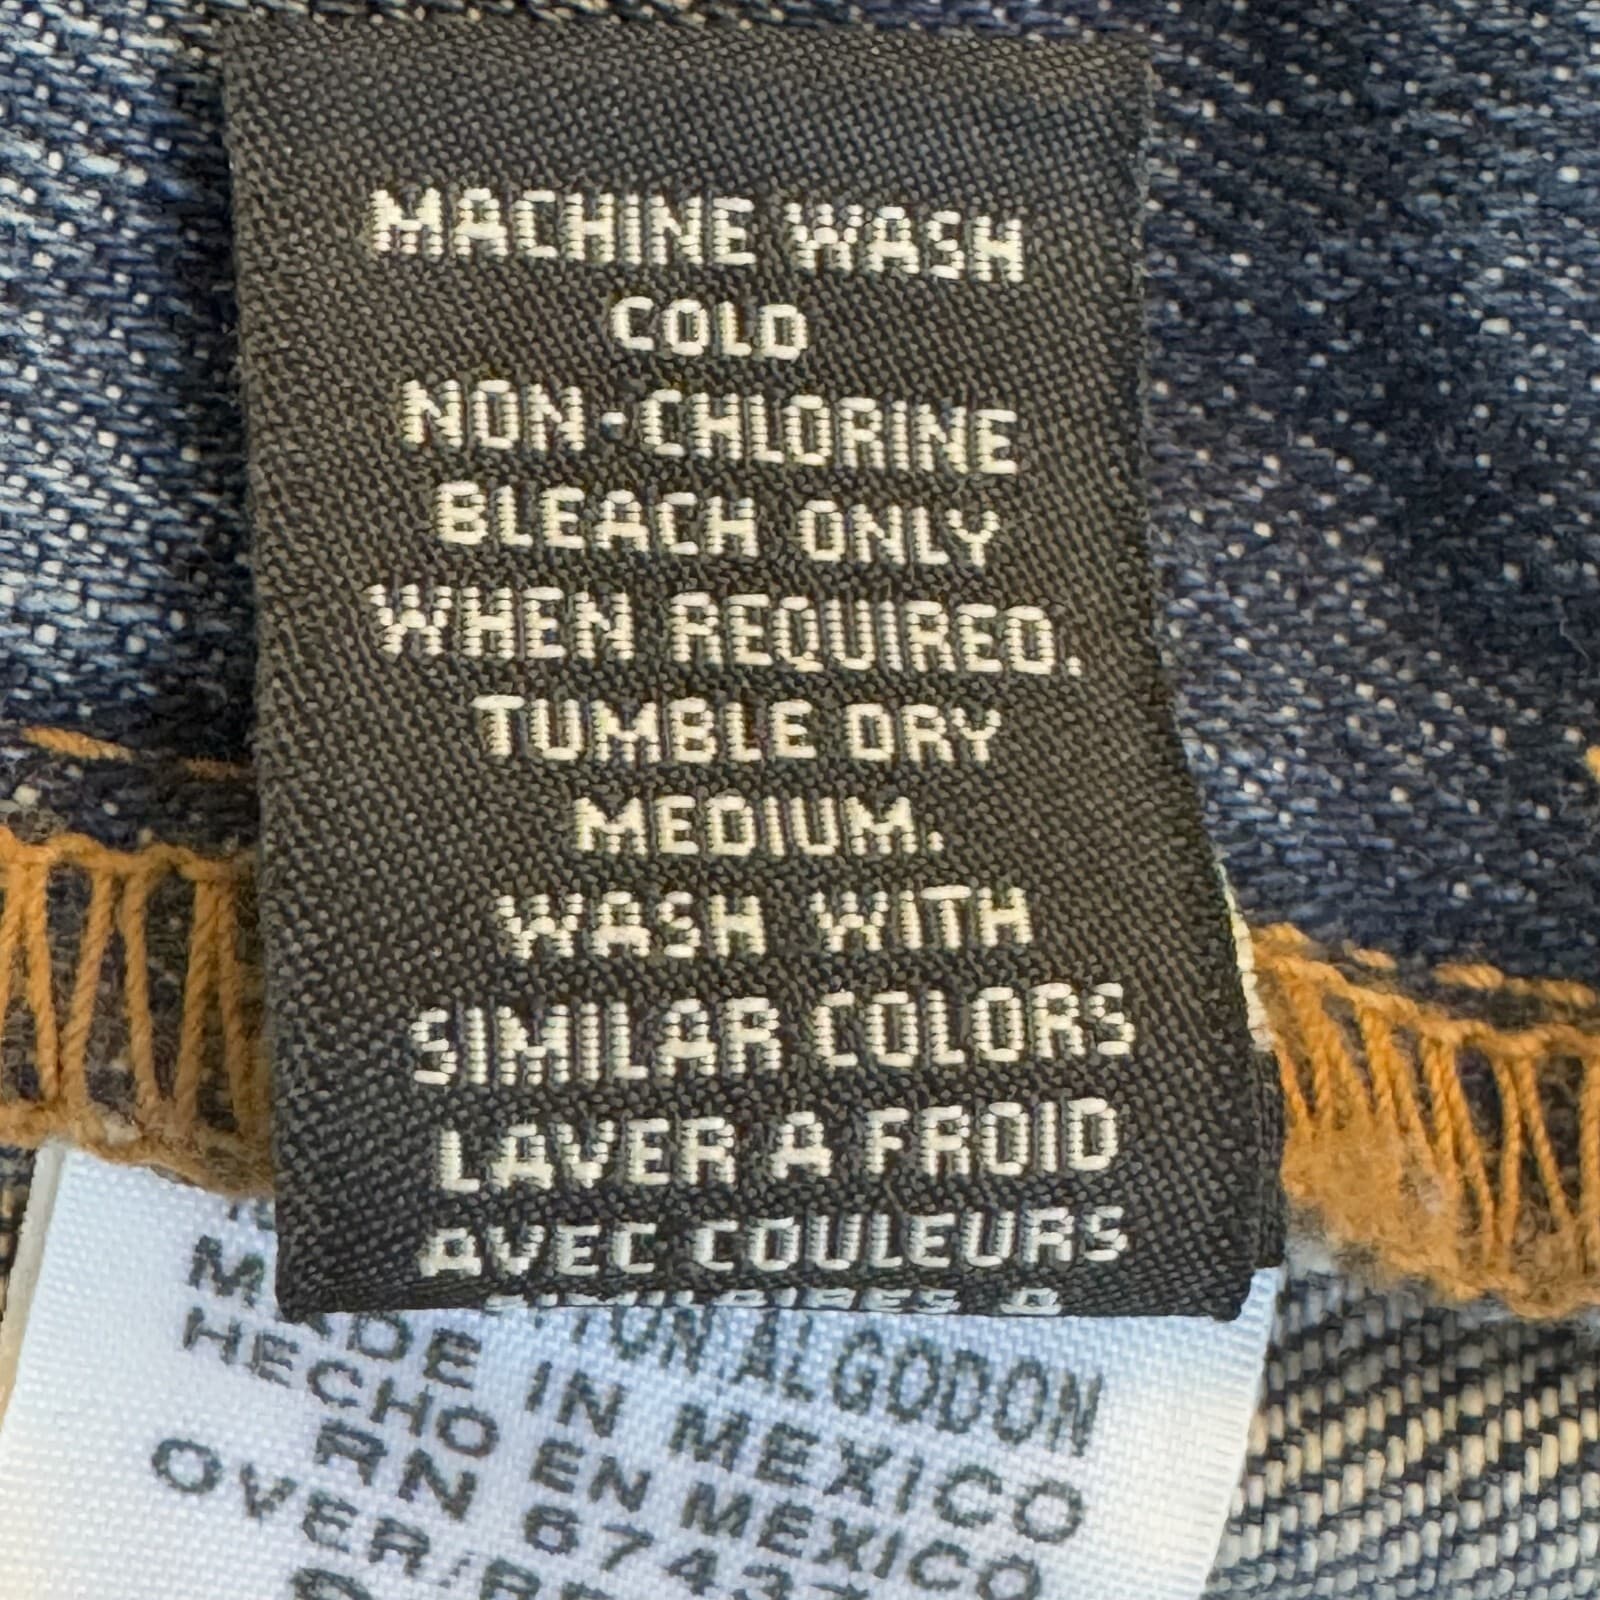 MACHINE WASH
COLD
NON-CHLORINE
BLEACH ONLY
WHEN REQUIRED.
TUMBLE DRY
MEDIUM.
WASH WITH
SIMILAR COLORS
LAVER A FROID
AVEC COULEURS
ALGODON
MADE IN MEXICO
HECHO EN MEXICO
RN 67437
OVER